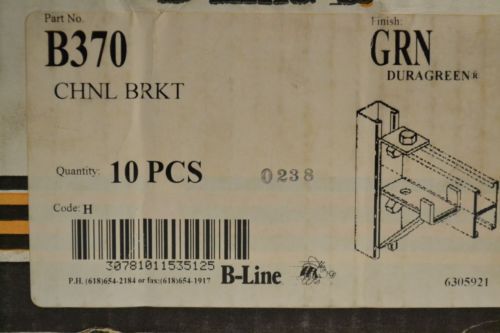 Part No.
B370
CHNL BRKT
Finish:
GRN
DURAGREEN®
Quantity: 10 PCS
0238
Code: H
30781011535125
B-Line
P.H. (618)654-2184 or fax:(618)654-1917
6305921